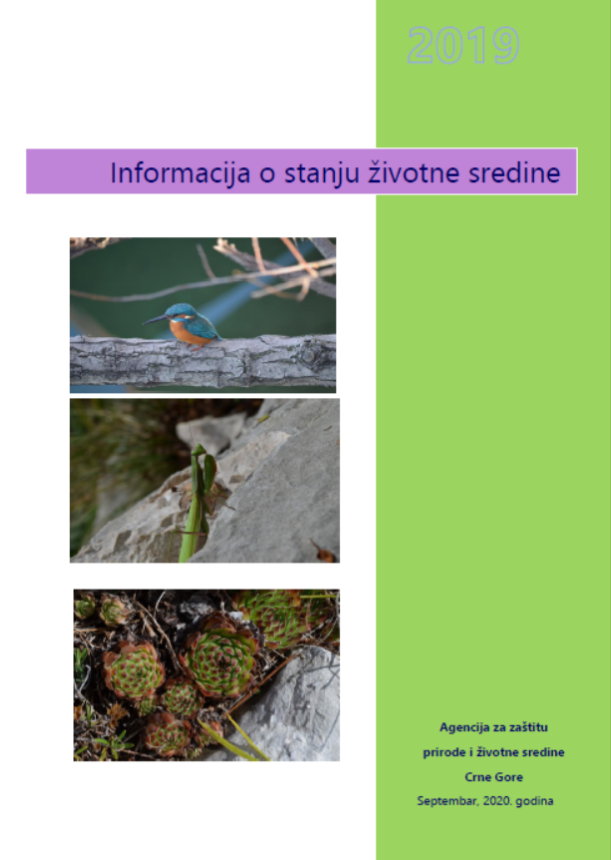 2019
Informacija o stanju životne sredine
Agencija za zaštitu
prirode i životne sredine
Crne Gore
Septembar, 2020. godina